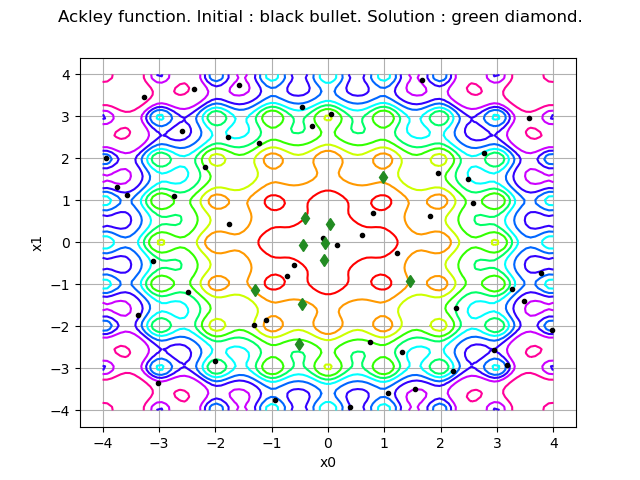 Ackley function. Initial : black bullet. Solution : green diamond.
4
3
2
1
0
−1
−2
−3
−4
x1
−4 −3 −2 −1 0 1 2 3 4
x0